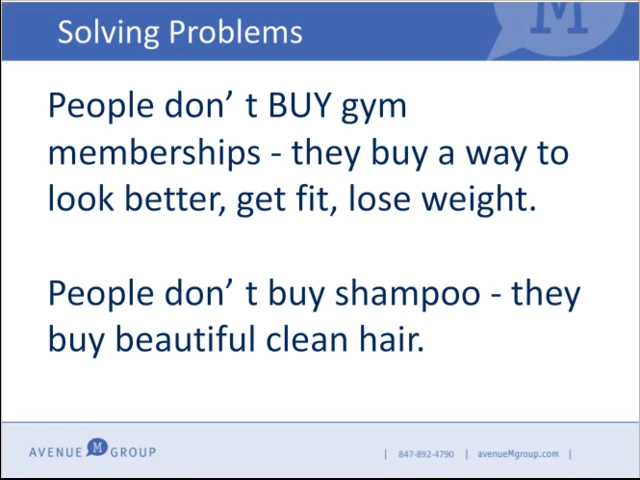 Solving Problems
M
People don’ t BUY gym
memberships - they buy a way to
look better, get fit, lose weight.
People don’ t buy shampoo - they
buy beautiful clean hair.
AVENUE M GROUP
| 847-892-4790 | avenueMgroup.com |